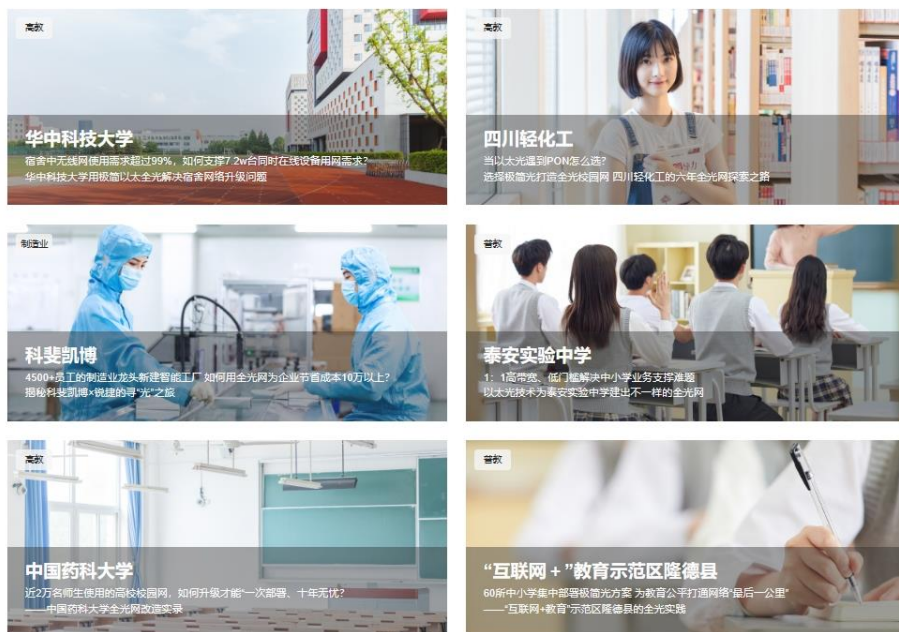 高教
华中科技大学
宿舍中无线网使用需求超过99%，如何支撑7.2w台同时在线设备用网需求？
华中科技大学用极简以太全光解决宿舍网络升级问题
高教
四川轻化工
当以太光遇到PON怎么选？
选择极简光打造全光校园网 四川轻化工的六年全光网探索之路
制造业
科斐凯博
4500+员工的制造业龙头新建智能工厂 如何用全光网为企业节省成本10万以上？
揭秘科斐凯博×锐捷的寻“光”之旅
普教
泰安实验中学
1：1高带宽、低门槛解决中小学业务支撑难题
以太光技术为泰安实验中学建出不一样的全光网
高教
中国药科大学
近2万名师生使用的高校校园网，如何升级才能“一次部署、十年无忧？
——中国药科大学全光网改造实录
普教
“互联网＋”教育示范区隆德县
60所中小学集中部署极简光方案 为教育公平打通网络“最后一公里”
——“互联网+教育”示范区隆德县的全光实践